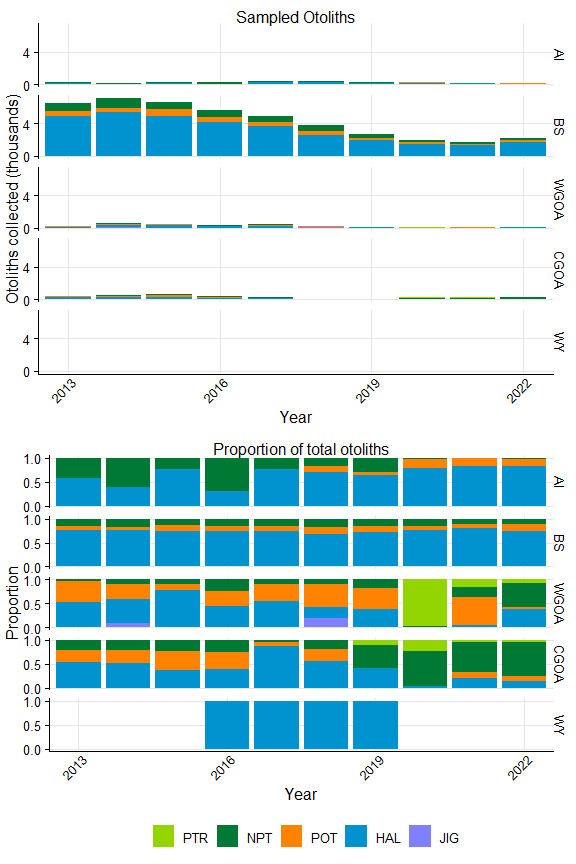 Sampled Otoliths
Otoliths collected (thousands)
4
0
AI
4
0
BS
4
0
WGOA
4
0
CGOA
4
0
WY
2013 2016 2019 2022
Year
Proportion of total otoliths
Proportion
1.0
0.5
0.0
AI
1.0
0.5
0.0
BS
1.0
0.5
0.0
WGOA
1.0
0.5
0.0
CGOA
1.0
0.5
0.0
WY
2013 2016 2019 2022
Year
PTR NPT POT HAL JIG